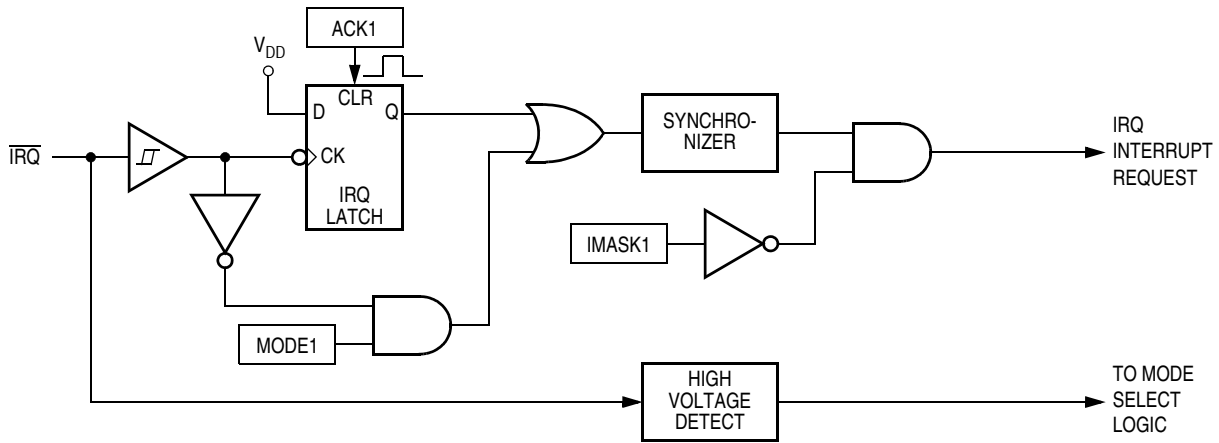 ACK1
VDD
CLR
D
Q
IRQ
CK
IRQ
LATCH
SYNCHRO-
NIZER
IRQ
INTERRUPT
REQUEST
IMASK1
MODE1
HIGH
VOLTAGE
DETECT
TO MODE
SELECT
LOGIC